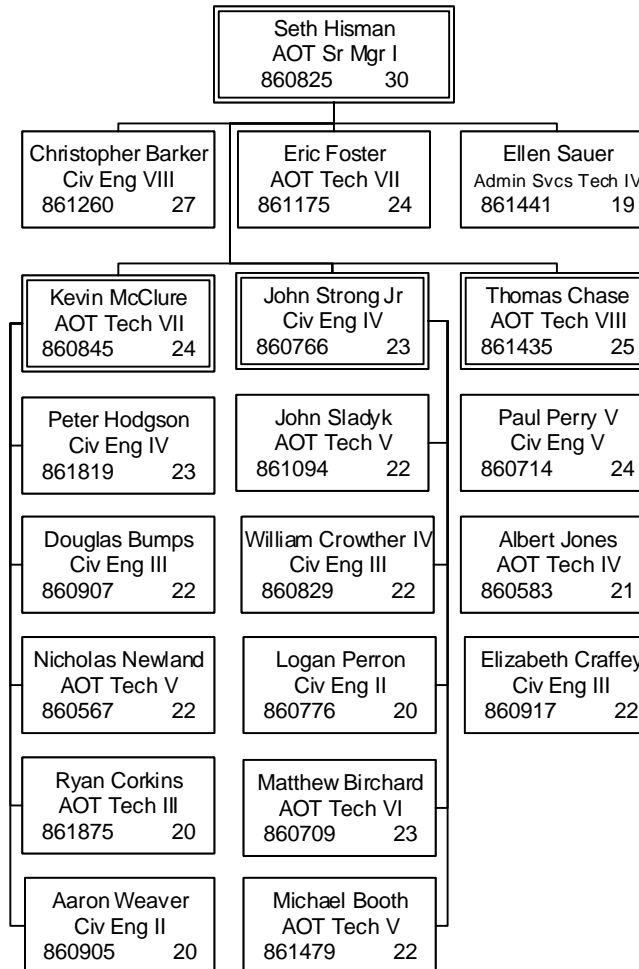 Seth Hisman
AOT Sr Mgr I
860825 30
Christopher Barker
Civ Eng VIII
861260 27
Eric Foster
AOT Tech VII
861175 24
Ellen Sauer
Admin Svcs Tech IV
861441 19
Kevin McClure
AOT Tech VII
860845 24
John Strong Jr
Civ Eng IV
860766 23
Thomas Chase
AOT Tech VIII
861435 25
Peter Hodgson
Civ Eng IV
861819 23
John Sladyk
AOT Tech V
861094 22
Paul Perry V
Civ Eng V
860714 24
Douglas Bumps
Civ Eng III
860907 22
William Crowther IV
Civ Eng III
860829 22
Albert Jones
AOT Tech IV
860583 21
Nicholas Newland
AOT Tech V
860567 22
Logan Perron
Civ Eng II
860776 20
Elizabeth Craffey
Civ Eng III
860917 22
Ryan Corkins
AOT Tech III
861875 20
Matthew Birchard
AOT Tech VI
860709 23
Aaron Weaver
Civ Eng II
860905 20
Michael Booth
AOT Tech V
861479 22